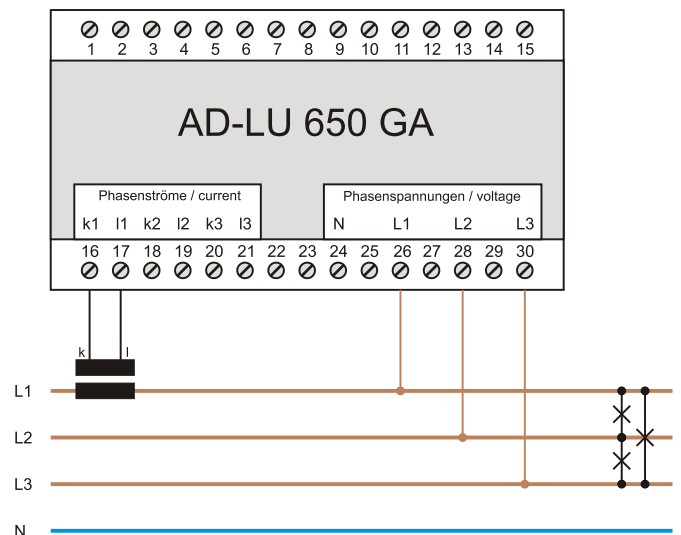 1 2 3 4 5 6 7 8 9 10 11 12 13 14 15
AD-LU 650 GA
Phasenströme / current
k1 l1 k2 l2 k3 l3
Phasenspannungen / voltage
N L1 L2 L3
16 17 18 19 20 21 22 23 24 25 26 27 28 29 30
k l
L1
L2
L3
N